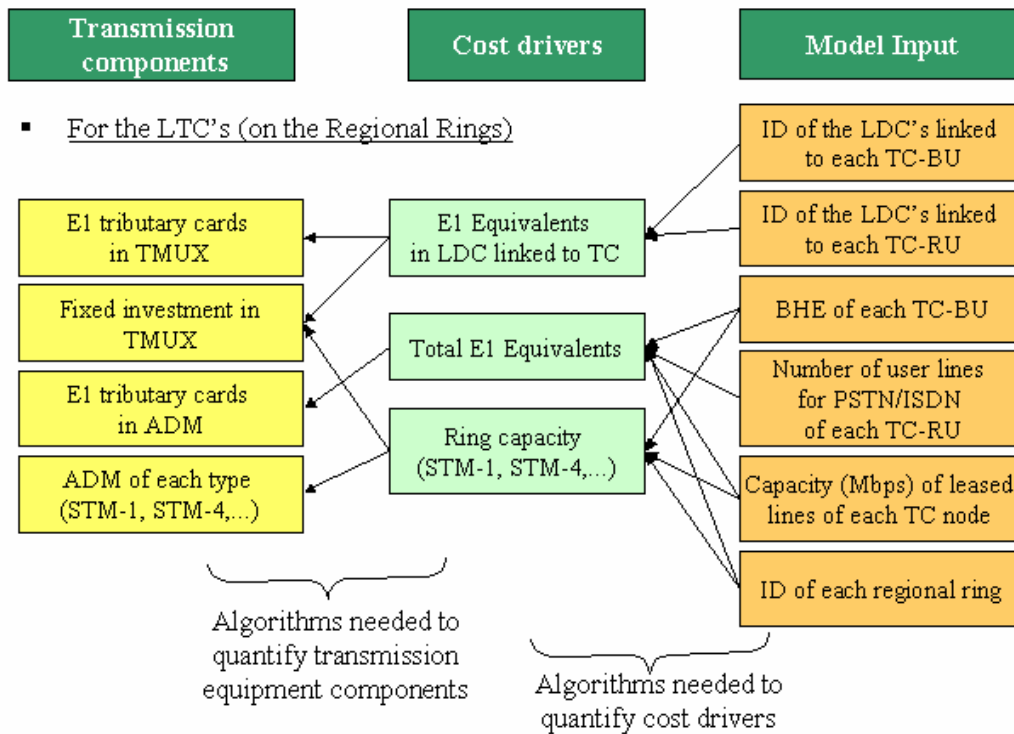 Transmission
components
Cost drivers
Model Input
▪ For the LTC's (on the Regional Rings)
E1 tributary cards
in TMUX
Fixed investment in
TMUX
E1 tributary cards
in ADM
ADM of each type
(STM-1, STM-4,...)
E1 Equivalents
in LDC linked to TC
Total E1 Equivalents
Ring capacity
(STM-1, STM-4,...)
ID of the LDC's linked
to each TC-BU
ID of the LDC's linked
to each TC-RU
BHE of each TC-BU
Number of user lines
for PSTN/ISDN
of each TC-RU
Capacity (Mbps) of leased
lines of each TC node
ID of each regional ring
Algorithms needed to
quantify transmission
equipment components
Algorithms needed to
quantify cost drivers